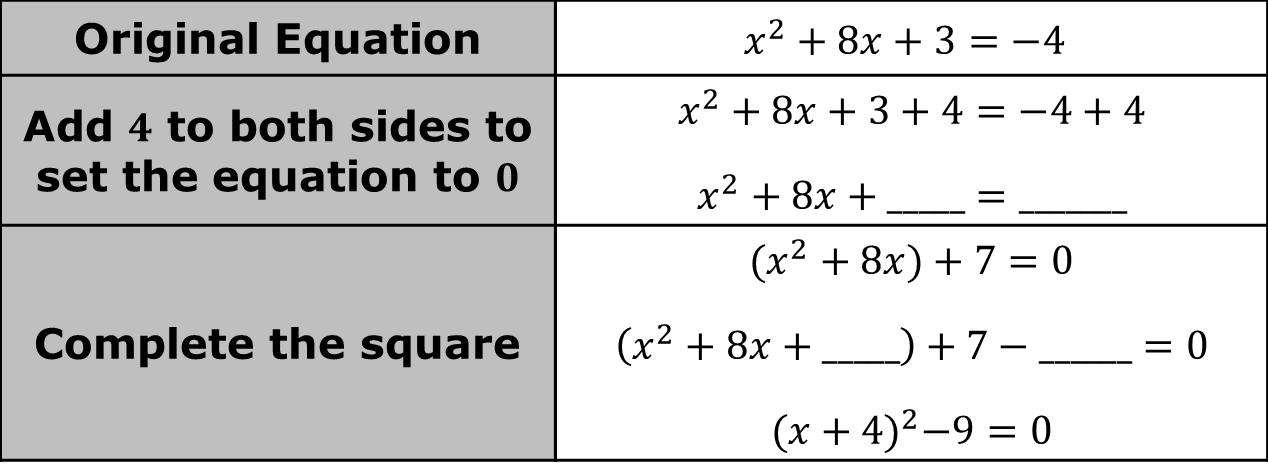 Original Equation
x² + 8x + 3 = −4
Add 4 to both sides to
set the equation to 0
x² + 8x + 3 + 4 = −4 + 4
x² + 8x + _____ = _______
Complete the square
(x² + 8x) + 7 = 0
(x² + 8x + _____) + 7 − ______ = 0
(x + 4)²−9 = 0